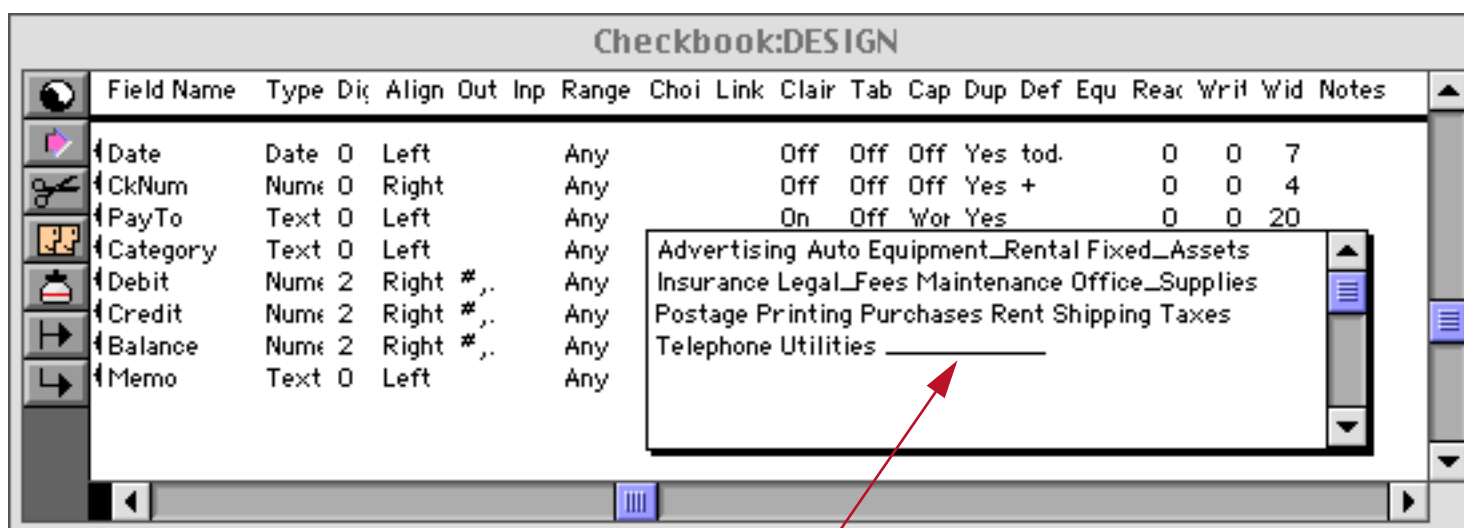 Checkbook:DESIGN
Field Name Type Dig Align Out Inp Range Choi Link Clair Tab Cap Dup Def Equ Read Writ Wid Notes
Date Date 0 Left Any Off Off Off Yes tod. 0 0 7
CkNum Nume 0 Right Any Off Off Off Yes + 0 0 4
PayTo Text 0 Left Any On Off Wor Yes 0 0 20
Category Text 0 Left Any Advertising Auto Equipment_Rental Fixed_Assets
Debit Nume 2 Right #,. Any Insurance Legal_Fees Maintenance Office_Supplies
Credit Nume 2 Right #,. Any Postage Printing Purchases Rent Shipping Taxes
Balance Nume 2 Right #,. Any Telephone Utilities ___________
Memo Text 0 Left Any